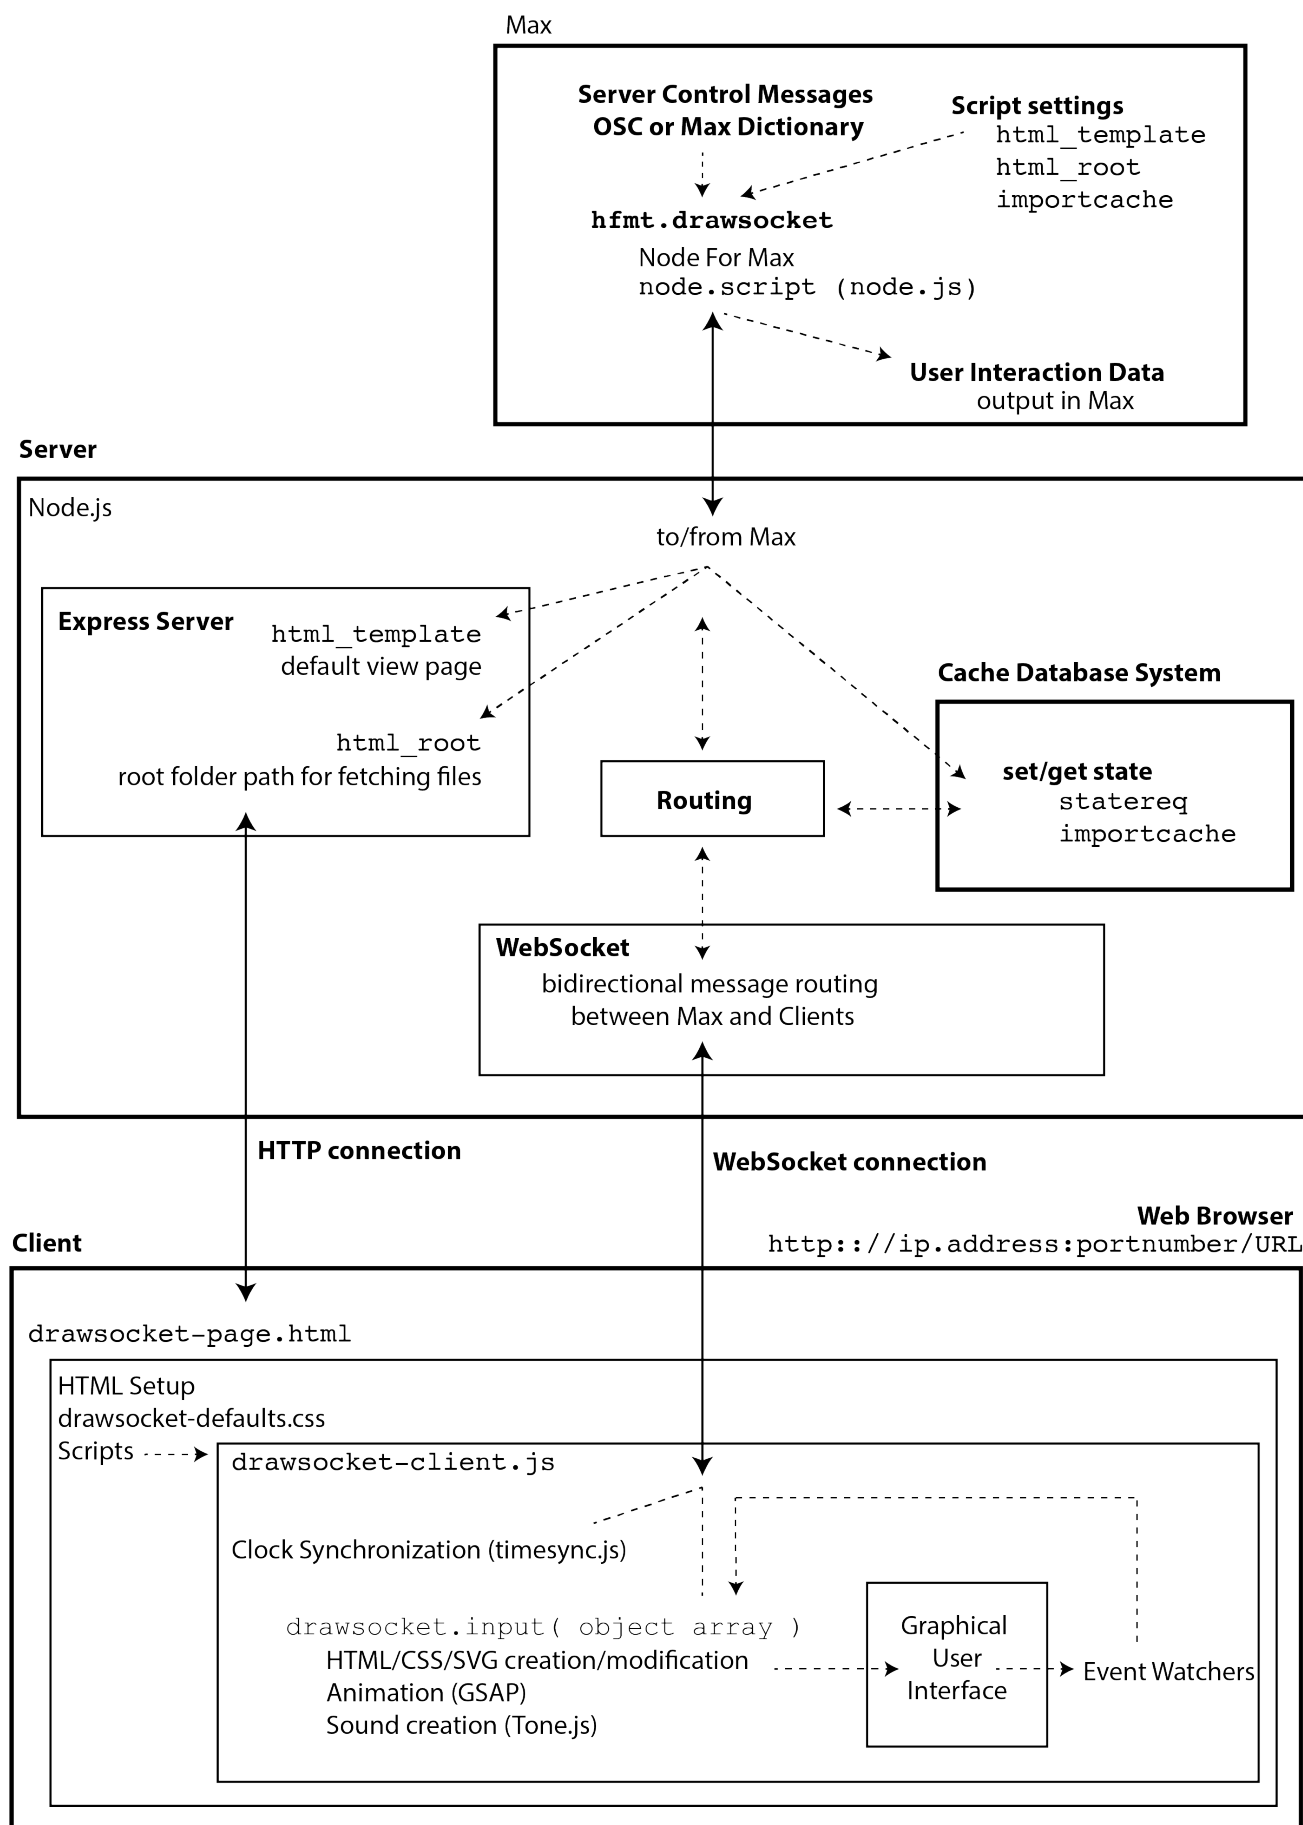 Max
Server Control Messages
OSC or Max Dictionary
Script settings
html_template
html_root
importcache
hfmt.drawsocket
Node For Max
node.script (node.js)
User Interaction Data
output in Max
Server
Node.js
to/from Max
Express Server
html_template
default view page
html_root
root folder path for fetching files
Cache Database System
set/get state
statereq
importcache
Routing
WebSocket
bidirectional message routing
between Max and Clients
HTTP connection
WebSocket connection
Web Browser
http:://ip.address:portnumber/URL
Client
drawsocket-page.html
HTML Setup
drawsocket-defaults.css
Scripts
drawsocket-client.js
Clock Synchronization (timesync.js)
drawsocket.input( object array )
HTML/CSS/SVG creation/modification
Animation (GSAP)
Sound creation (Tone.js)
Graphical
User
Interface
Event Watchers